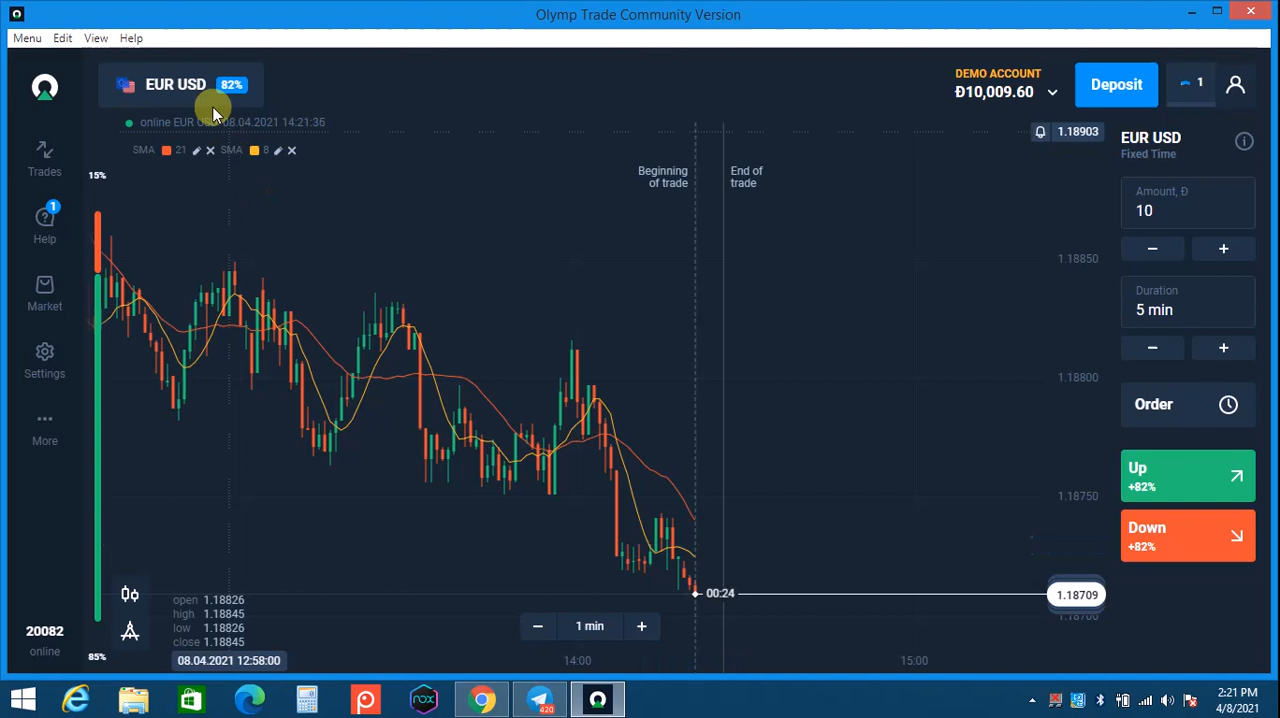 Olymp Trade Community Version
Menu Edit View Help
EUR USD 82%
DEMO ACCOUNT
Đ10,009.60
Deposit
1
online EUR USD 08.04.2021 14:21:36
SMA 21 SMA 8
15%
Beginning of trade
End of trade
1.18903
1.18850
1.18800
1.18750
1.18709
1.18700
00:24
Trades
1
Help
Market
Settings
More
20082
online
85%
open 1.18826
high 1.18845
low 1.18826
close 1.18845
08.04.2021 12:58:00
1 min
14:00
15:00
EUR USD
Fixed Time
Amount, Đ
10
Duration
5 min
Order
Up
+82%
Down
+82%
nox
420
2:21 PM
4/8/2021